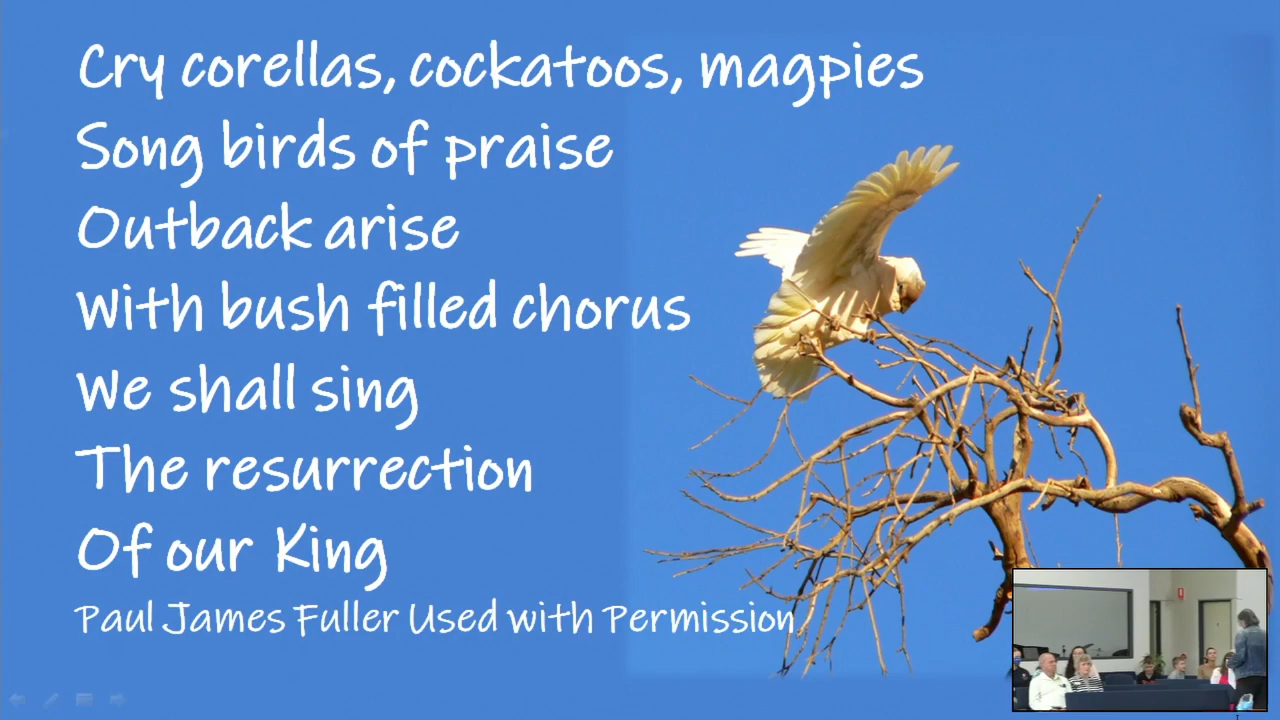 Cry corellas, cockatoos, magpies
Song birds of praise
Outback arise
With bush filled chorus
We shall sing
The resurrection
Of our King
Paul James Fuller Used with Permission